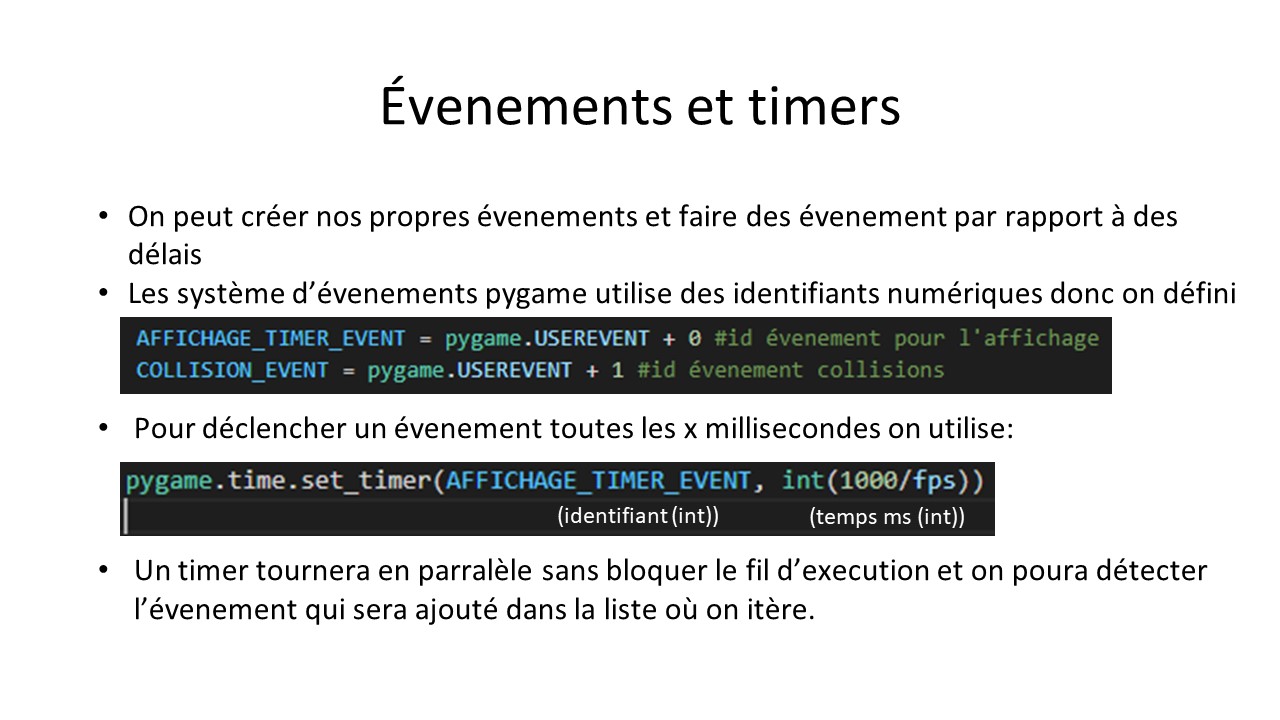 Évenements et timers
• On peut créer nos propres évenements et faire des évenement par rapport à des
délais
• Les système d’évenements pygame utilise des identifiants numériques donc on défini
AFFICHAGE_TIMER_EVENT = pygame.USEREVENT + 0 #id évenement pour l'affichage
COLLISION_EVENT = pygame.USEREVENT + 1 #id évenement collisions
• Pour déclencher un évenement toutes les x millisecondes on utilise:
pygame.time.set_timer(AFFICHAGE_TIMER_EVENT, int(1000/fps))
(identifiant (int)) (temps ms (int))
• Un timer tournera en parralèle sans bloquer le fil d’execution et on poura détecter
l’évenement qui sera ajouté dans la liste où on itère.